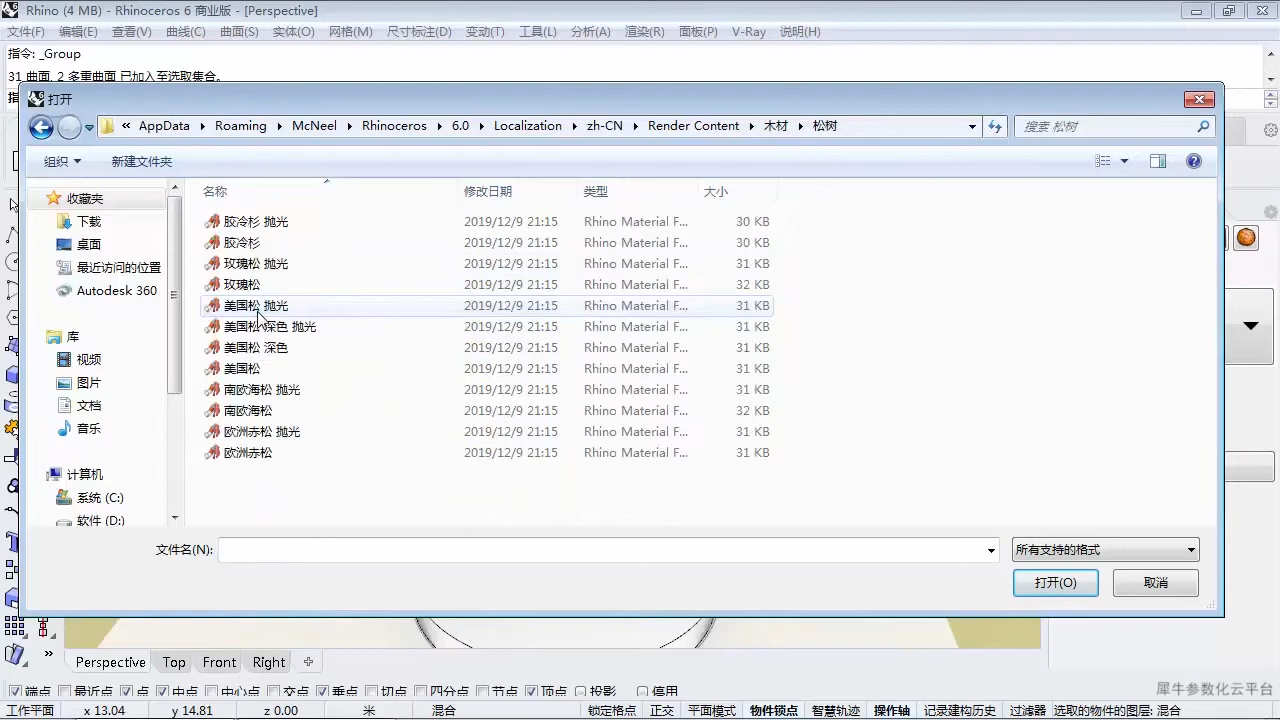 Rhino (4 MB) - Rhinoceros 6 商业版 - [Perspective]
文件(F) 编辑(E) 查看(V) 曲线(C) 曲面(S) 实体(O) 网格(M) 尺寸标注(D) 变动(T) 工具(L) 分析(A) 渲染(R) 面板(P) V-Ray 说明(H)
指令: _Group
31 曲面, 2 多重曲面 已加入至选取集合。
打开
« AppData Roaming McNeel Rhinoceros 6.0 Localization zh-CN Render Content 木材 松树 搜索 松树
组织 新建文件夹
收藏夹
下载
桌面
最近访问的位置
Autodesk 360
库
视频
图片
文档
音乐
计算机
系统 (C:)
软件 (D:)
名称 修改日期 类型 大小
胶冷杉 抛光 2019/12/9 21:15 Rhino Material F... 30 KB
胶冷杉 2019/12/9 21:15 Rhino Material F... 30 KB
玫瑰松 抛光 2019/12/9 21:15 Rhino Material F... 31 KB
玫瑰松 2019/12/9 21:15 Rhino Material F... 32 KB
美国松 抛光 2019/12/9 21:15 Rhino Material F... 31 KB
美国松 深色 抛光 2019/12/9 21:15 Rhino Material F... 31 KB
美国松 深色 2019/12/9 21:15 Rhino Material F... 31 KB
美国松 2019/12/9 21:15 Rhino Material F... 31 KB
南欧海松 抛光 2019/12/9 21:15 Rhino Material F... 31 KB
南欧海松 2019/12/9 21:15 Rhino Material F... 32 KB
欧洲赤松 抛光 2019/12/9 21:15 Rhino Material F... 31 KB
欧洲赤松 2019/12/9 21:15 Rhino Material F... 31 KB
文件名(N): 所有支持的格式
打开(O) 取消
Perspective Top Front Right
端点 最近点 点 中点 中心点 交点 垂点 切点 四分点 节点 顶点 投影 停用
犀牛参数化云平台
工作平面 x 13.04 y 14.81 z 0.00 米 混合 锁定格点 正交 平面模式 物件锁点 智慧轨迹 操作轴 记录建构历史 过滤器 选取的物件的图层: 混合